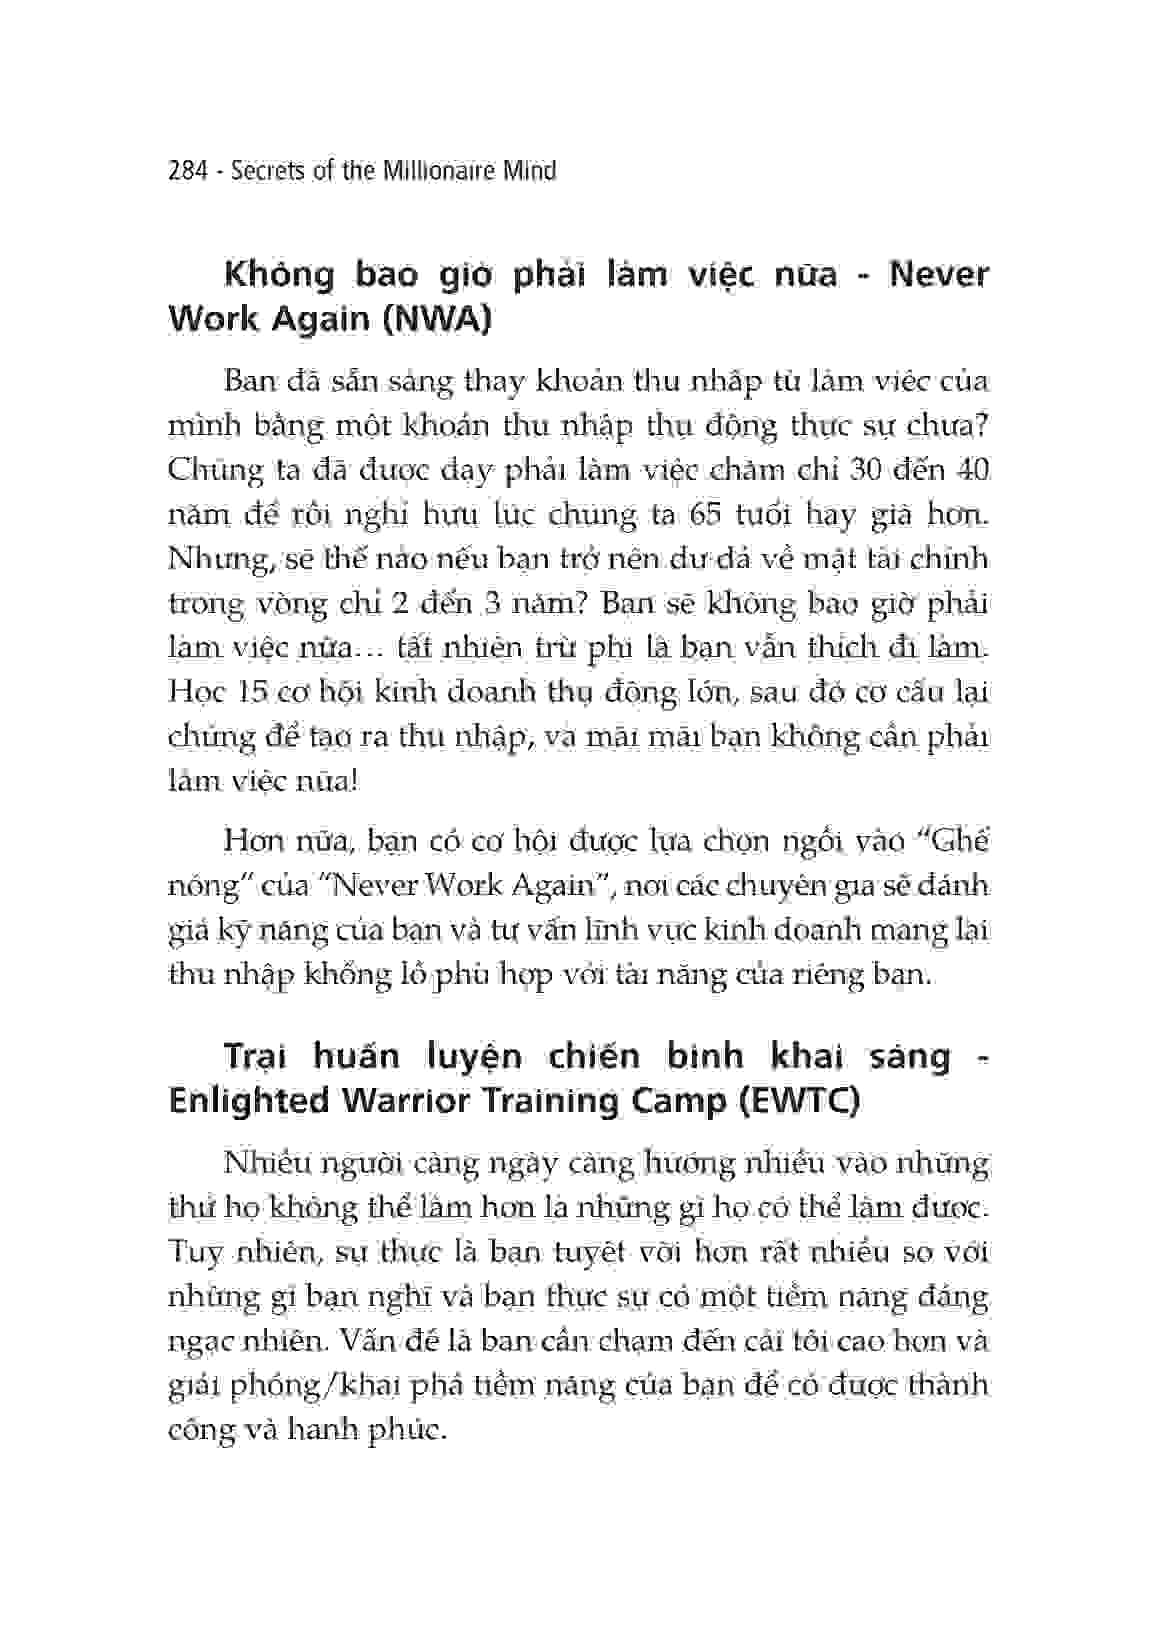 284 - Secrets of the Millionaire Mind
Không bao giờ phải làm việc nữa - Never
Work Again (NWA)
Bạn đã sẵn sàng thay khoản thu nhập từ làm việc của
mình bằng một khoản thu nhập thụ động thực sự chưa?
Chúng ta đã được dạy phải làm việc chăm chỉ 30 đến 40
năm để rồi nghỉ hưu lúc chúng ta 65 tuổi hay già hơn.
Nhưng, sẽ thế nào nếu bạn trở nên dư dả về mặt tài chính
trong vòng chỉ 2 đến 3 năm? Bạn sẽ không bao giờ phải
làm việc nữa... tất nhiên trừ phi là bạn vẫn thích đi làm.
Học 15 cơ hội kinh doanh thụ động lớn, sau đó cơ cấu lại
chúng để tạo ra thu nhập, và mãi mãi bạn không cần phải
làm việc nữa!
Hơn nữa, bạn có cơ hội được lựa chọn ngồi vào “Ghế
nóng” của “Never Work Again”, nơi các chuyên gia sẽ đánh
giá kỹ năng của bạn và tư vấn lĩnh vực kinh doanh mang lại
thu nhập khổng lồ phù hợp với tài năng của riêng bạn.
Trại huấn luyện chiến binh khai sáng -
Enlighted Warrior Training Camp (EWTC)
Nhiều người càng ngày càng hướng nhiều vào những
thứ họ không thể làm hơn là những gì họ có thể làm được.
Tuy nhiên, sự thực là bạn tuyệt vời hơn rất nhiều so với
những gì bạn nghĩ và bạn thực sự có một tiềm năng đáng
ngạc nhiên. Vấn đề là bạn cần chạm đến cái tôi cao hơn và
giải phóng/khai phá tiềm năng của bạn để có được thành
công và hạnh phúc.